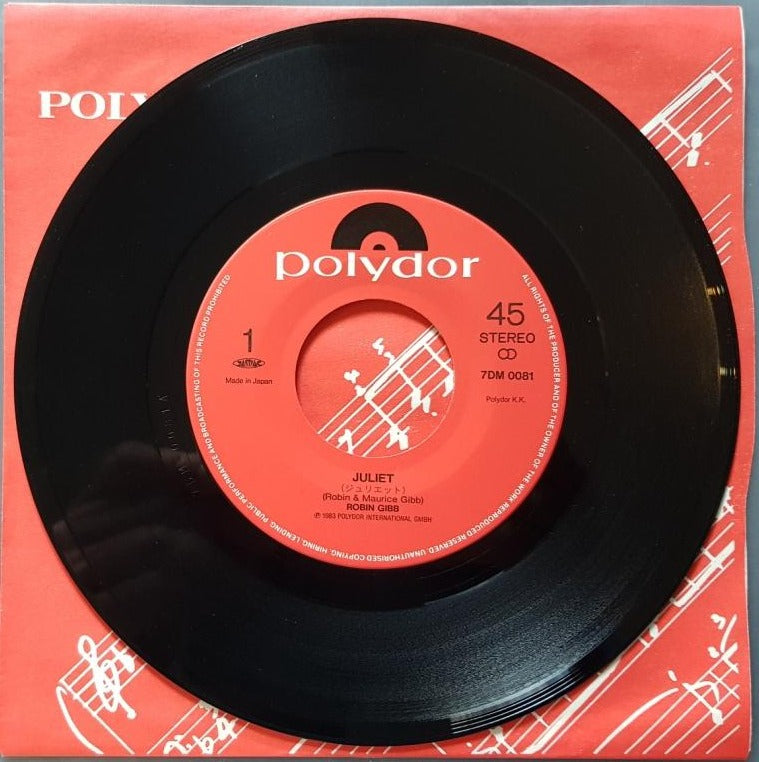 POLY
polydor
1
Made in Japan
45
STEREO
7DM 0081
Polydor K.K.
JULIET
(ジュリエット)
(Robin & Maurice Gibb)
ROBIN GIBB
℗ 1983 POLYDOR INTERNATIONAL GMBH
ALL RIGHTS OF THE PRODUCER AND OF THE OWNER OF THE WORK REPRODUCED RESERVED. UNAUTHORISED COPYING, HIRING, LENDING, PUBLIC PERFORMANCE AND BROADCASTING OF THIS RECORD PROHIBITED